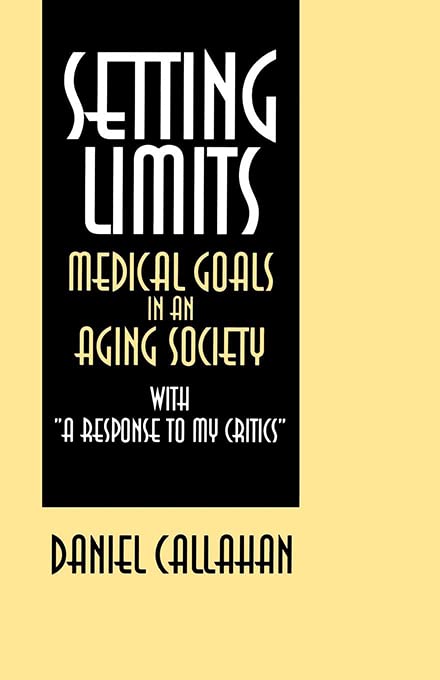 SETTING
LIMITS
MEDICAL GOALS
IN AN
AGING SOCIETY
WITH
"A RESPONSE TO MY CRITICS"
DANIEL CALLAHAN